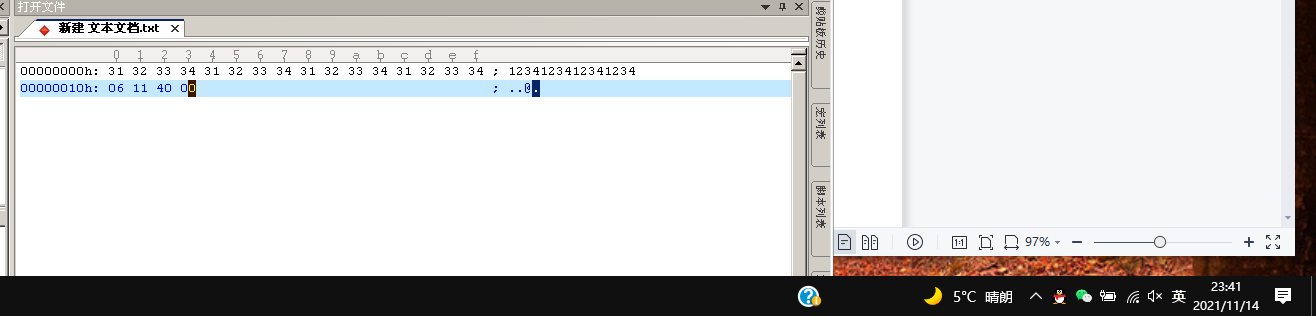 打开文件
新建 文本文档.txt
0 1 2 3 4 5 6 7 8 9 a b c d e f
00000000h: 31 32 33 34 31 32 33 34 31 32 33 34 31 32 33 34 ; 1234123412341234
00000010h: 06 11 40 00 ; ..@.
剪贴板历史
宏列表
脚本列表
1:1
97%
5°C 晴朗
英
23:41
2021/11/14